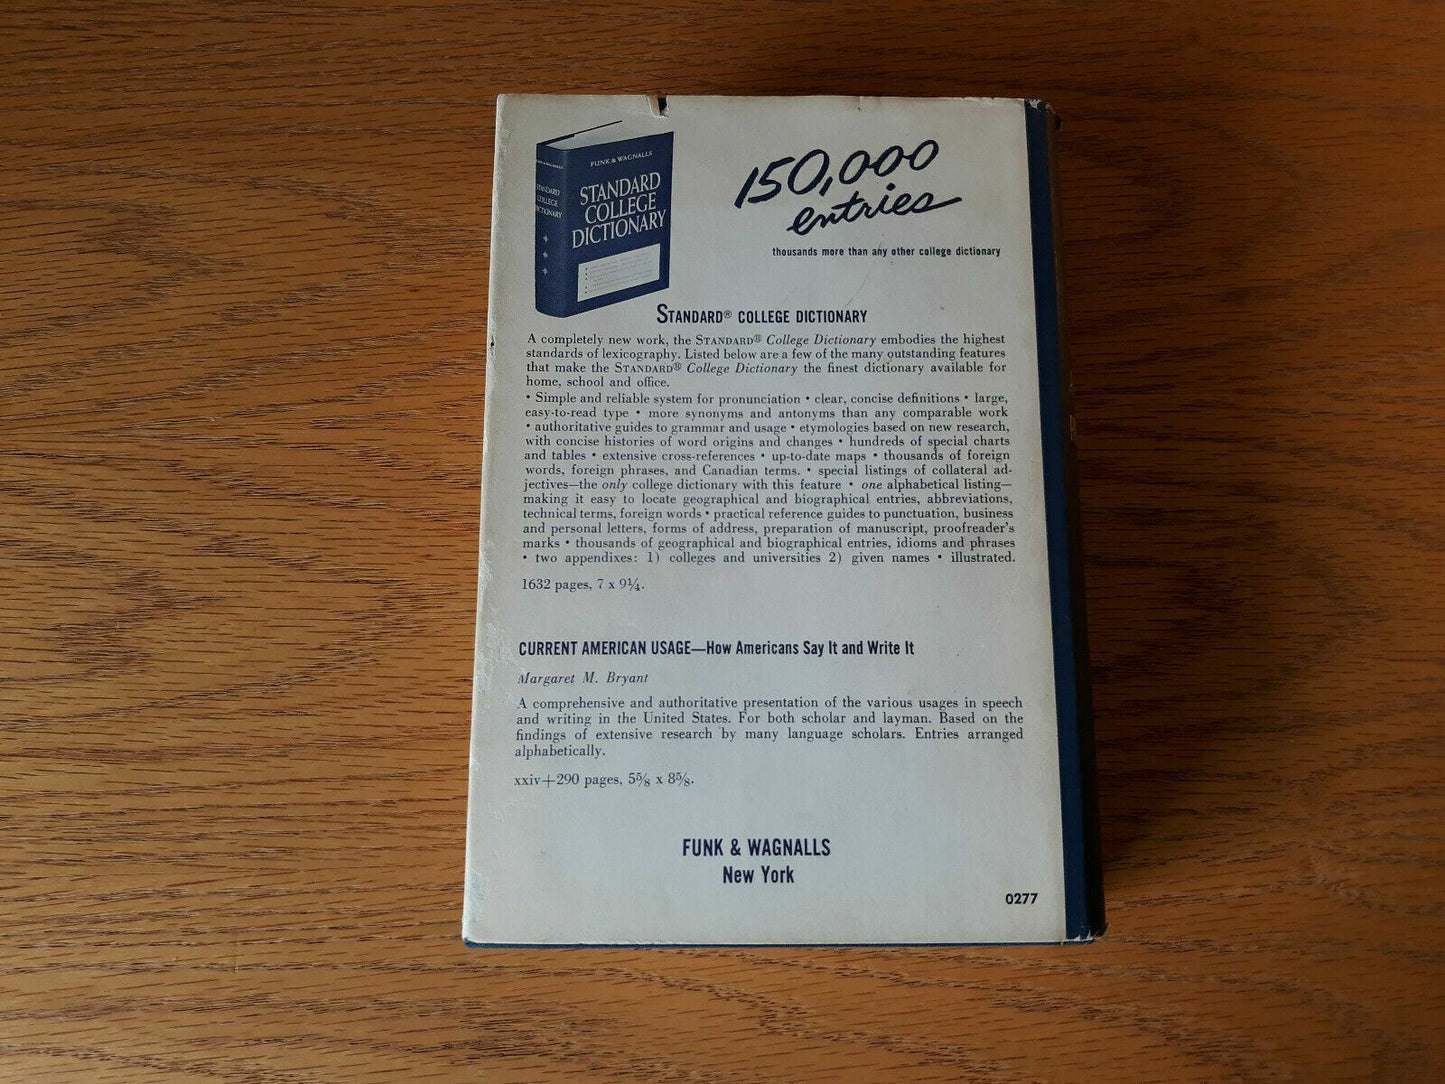 FUNK & WAGNALLS
STANDARD
COLLEGE
DICTIONARY
FUNK & WAGNALLS
STANDARD
COLLEGE
DICTIONARY
150,000
entries
thousands more than any other college dictionary
STANDARD® COLLEGE DICTIONARY
A completely new work, the STANDARD® College Dictionary embodies the highest
standards of lexicography. Listed below are a few of the many outstanding features
that make the STANDARD® College Dictionary the finest dictionary available for
home, school and office.
• Simple and reliable system for pronunciation • clear, concise definitions • large,
easy-to-read type • more synonyms and antonyms than any comparable work
• authoritative guides to grammar and usage • etymologies based on new research,
with concise histories of word origins and changes • hundreds of special charts
and tables • extensive cross-references • up-to-date maps • thousands of foreign
words, foreign phrases, and Canadian terms. • special listings of collateral ad-
jectives—the only college dictionary with this feature • one alphabetical listing—
making it easy to locate geographical and biographical entries, abbreviations,
technical terms, foreign words • practical reference guides to punctuation, business
and personal letters, forms of address, preparation of manuscript, proofreader's
marks • thousands of geographical and biographical entries, idioms and phrases
• two appendixes: 1) colleges and universities 2) given names • illustrated.
1632 pages, 7 x 9¼.
CURRENT AMERICAN USAGE—How Americans Say It and Write It
Margaret M. Bryant
A comprehensive and authoritative presentation of the various usages in speech
and writing in the United States. For both scholar and layman. Based on the
findings of extensive research by many language scholars. Entries arranged
alphabetically.
xxiv+290 pages, 5⅝ x 8⅝.
FUNK & WAGNALLS
New York
0277